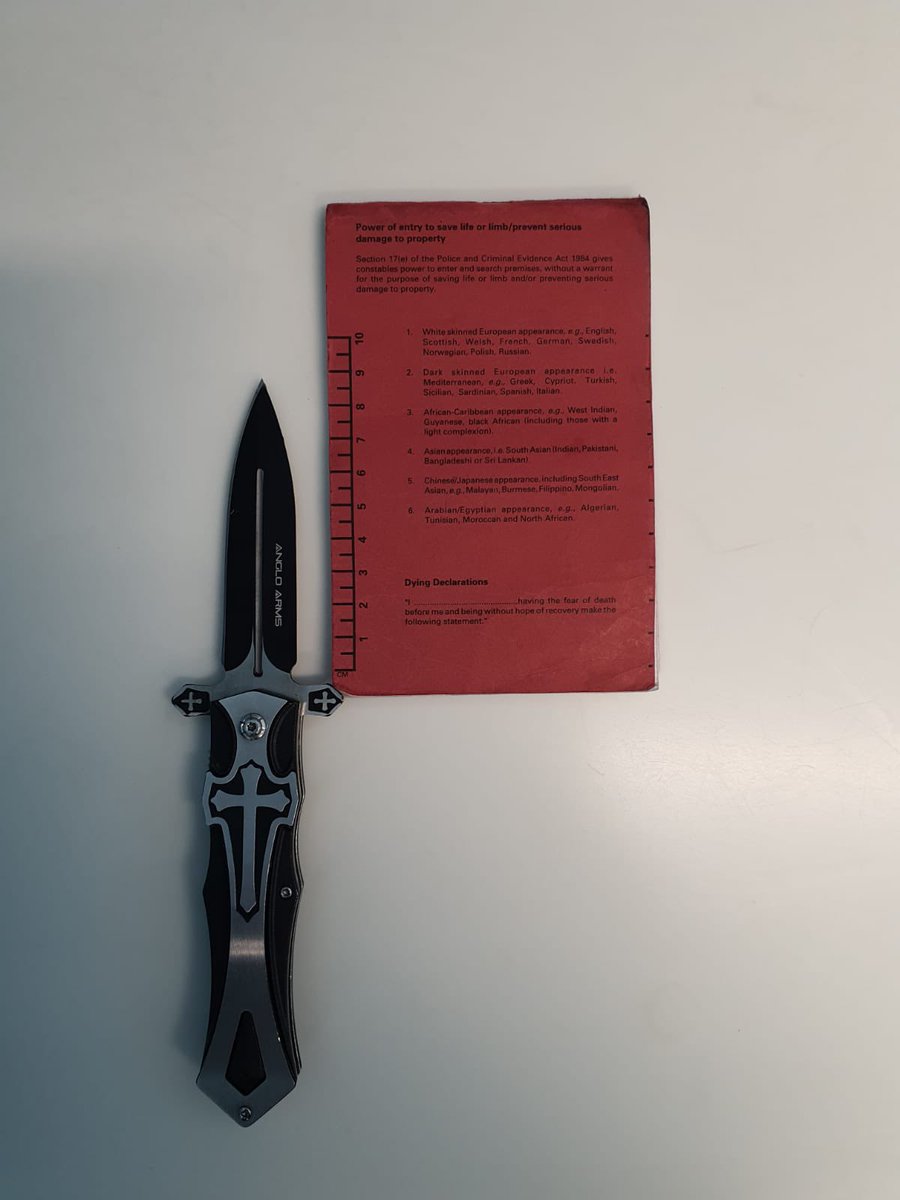 Power of entry to save life or limb/prevent serious
damage to property
Section 17(e) of the Police and Criminal Evidence Act 1984 gives
constables power to enter and search premises, without a warrant
for the purpose of saving life or limb and/or preventing serious
damage to property.
1. White skinned European appearance, e.g., English,
Scottish, Welsh, French, German, Swedish,
Norwegian, Polish, Russian.
2. Dark skinned European appearance i.e.
Mediterranean, e.g., Greek, Cypriot, Turkish,
Sicilian, Sardinian, Spanish, Italian.
3. African-Caribbean appearance, e.g., West Indian,
Guyanese, black African (including those with a
light complexion).
4. Asian appearance, i.e. South Asian (Indian, Pakistani,
Bangladeshi or Sri Lankan).
5. Chinese/Japanese appearance, including South East
Asian, e.g., Malayan, Burmese, Filippino, Mongolian.
6. Arabian/Egyptian appearance, e.g., Algerian,
Tunisian, Moroccan and North African.
Dying Declarations
"I ............................................having the fear of death
before me and being without hope of recovery make the
following statement."
10
9
8
7
6
5
4
3
2
1
CM
ANGLO ARMS